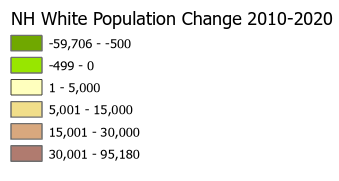 NH White Population Change 2010-2020
-59,706 - -500
-499 - 0
1 - 5,000
5,001 - 15,000
15,001 - 30,000
30,001 - 95,180